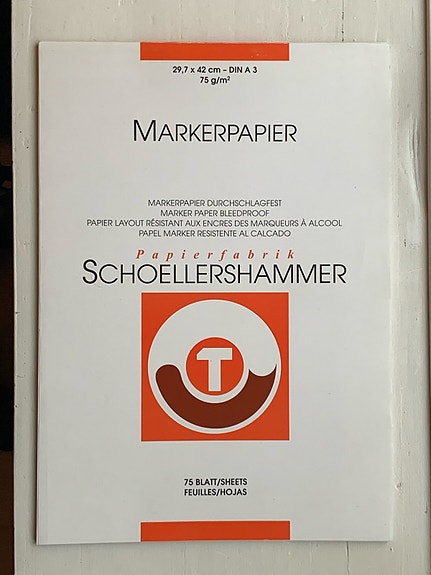 29,7 x 42 cm – DIN A 3
75 g/m²
MARKERPAPIER
MARKERPAPIER DURCHSCHLAGFEST
MARKER PAPER BLEEDPROOF
PAPIER LAYOUT RÉSISTANT AUX ENCRES DES MARQUEURS À ALCOOL
PAPEL MARKER RESISTENTE AL CALCADO
Papierfabrik
SCHOELLERSHAMMER
T
75 BLATT/SHEETS
FEUILLES/HOJAS